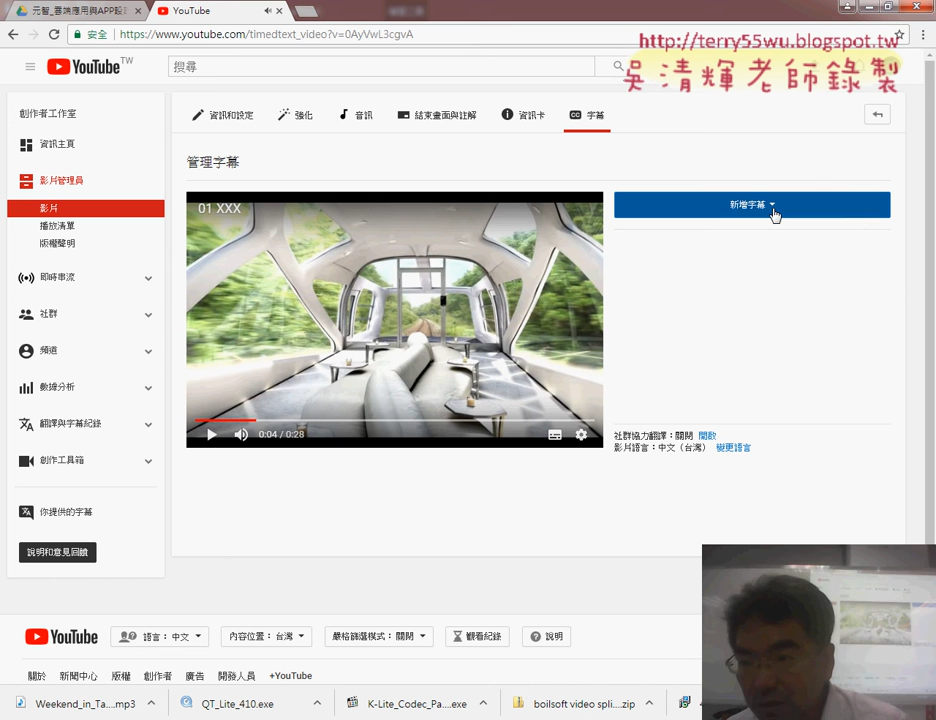 元智_雲端應用與APP設
YouTube
安全 https://www.youtube.com/timedtext_video?v=0AyVwL3cgvA
http://terry55wu.blogspot.tw
吳清輝老師錄製
YouTube TW
搜尋
創作者工作室
資訊主頁
影片管理員
影片
播放清單
版權聲明
即時串流
社群
頻道
數據分析
翻譯與字幕紀錄
創作工具箱
你提供的字幕
說明和意見回饋
資訊和設定
強化
音訊
結束畫面與註解
資訊卡
CC 字幕
管理字幕
01 XXX
0:04 / 0:28
新增字幕
社群協力翻譯：關閉 開啟
影片語言：中文（台灣） 變更語言
YouTube
語言：中文
內容位置：台灣
嚴格篩選模式：關閉
觀看紀錄
說明
關於 新聞中心 版權 創作者 廣告 開發人員 +YouTube
Weekend_in_Ta....mp3
QT_Lite_410.exe
K-Lite_Codec_Pa....exe
boilsoft video spli....zip